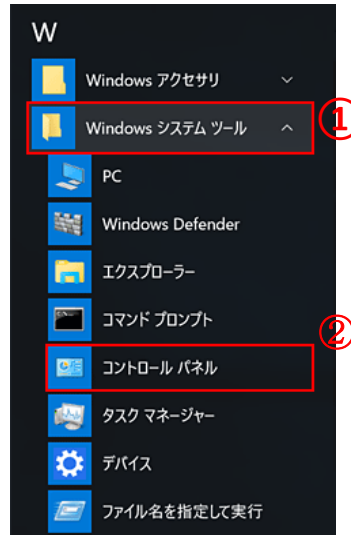 W
Windows アクセサリ
Windows システム ツール
①
PC
Windows Defender
エクスプローラー
コマンド プロンプト
②
コントロール パネル
タスク マネージャー
デバイス
ファイル名を指定して実行